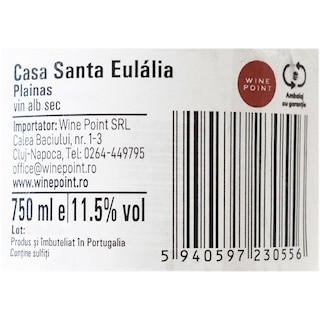 Casa Santa Eulália
Plainas
vin alb sec
WINE
POINT
Ambalaj
cu garanție
Importator: Wine Point SRL
Calea Baciului, nr. 1-3
Cluj-Napoca, Tel: 0264-449795
office@winepoint.ro
www.winepoint.ro
750 ml e 11.5% vol
Lot:
Produs și îmbuteliat în Portugalia
Conține sulfiți
5 940597 230556